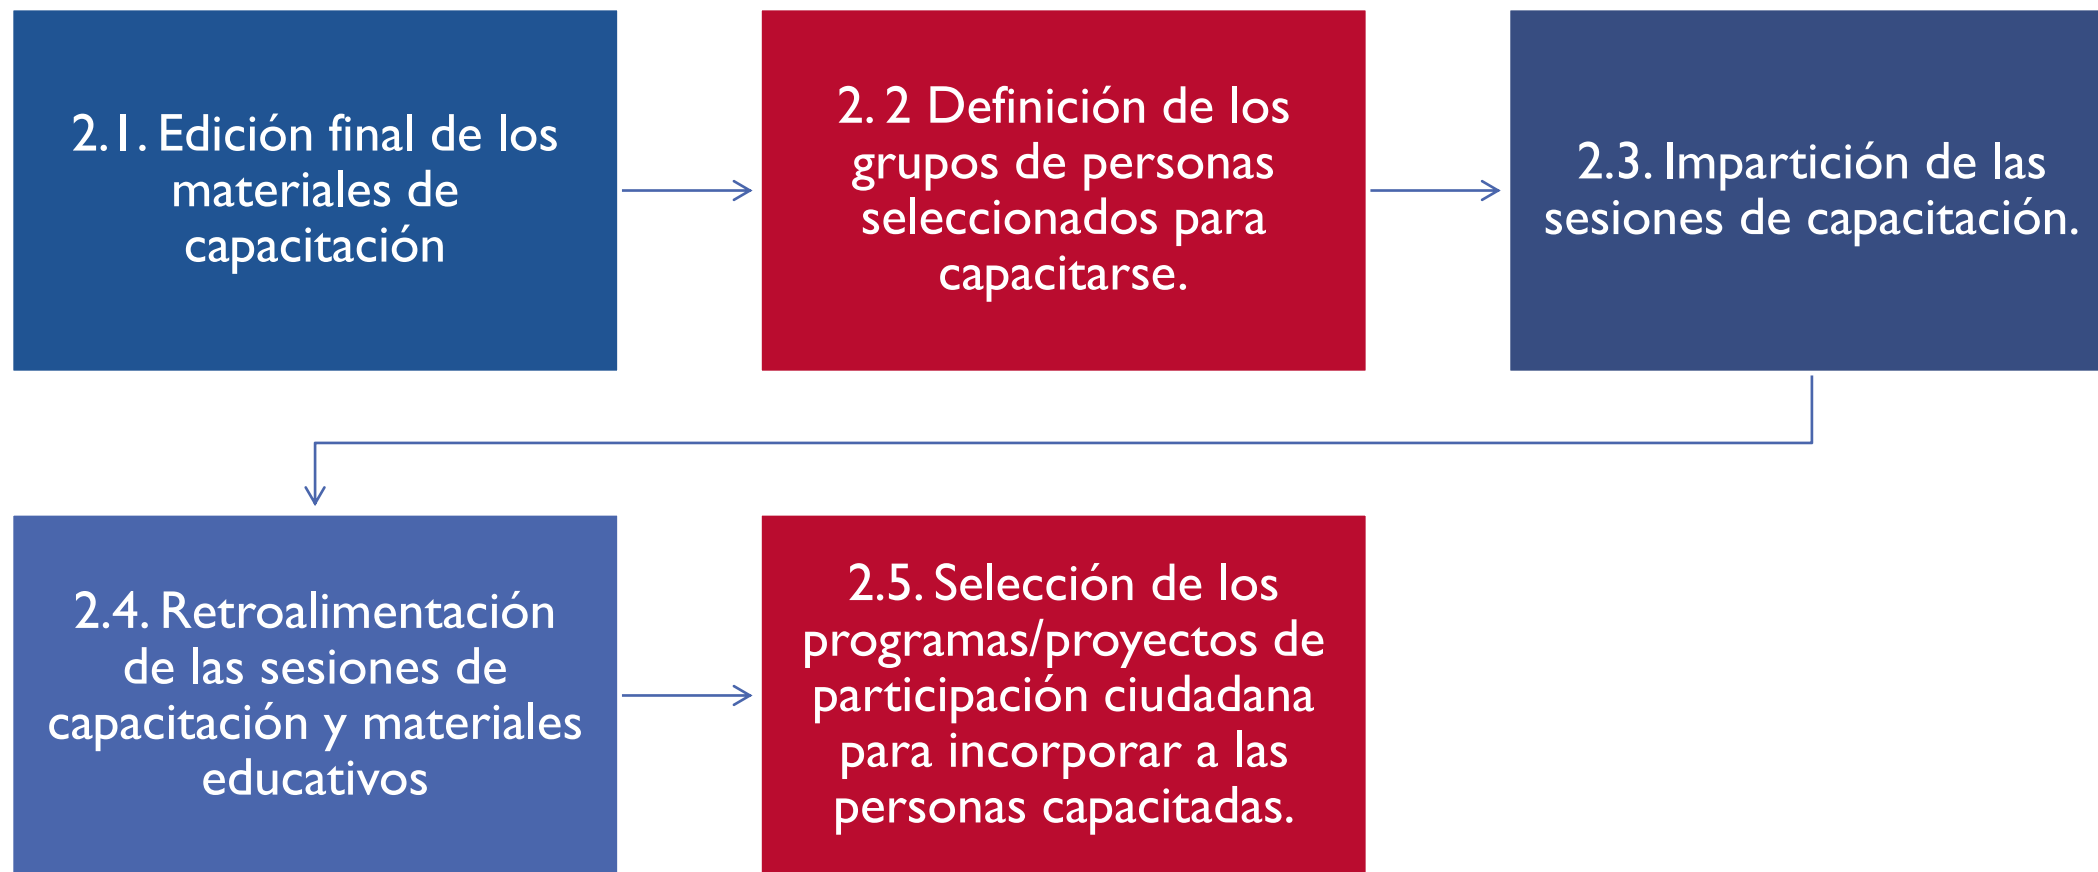 2.1. Edición final de los
materiales de
capacitación
2. 2 Definición de los
grupos de personas
seleccionados para
capacitarse.
2.3. Impartición de las
sesiones de capacitación.
2.4. Retroalimentación
de las sesiones de
capacitación y materiales
educativos
2.5. Selección de los
programas/proyectos de
participación ciudadana
para incorporar a las
personas capacitadas.